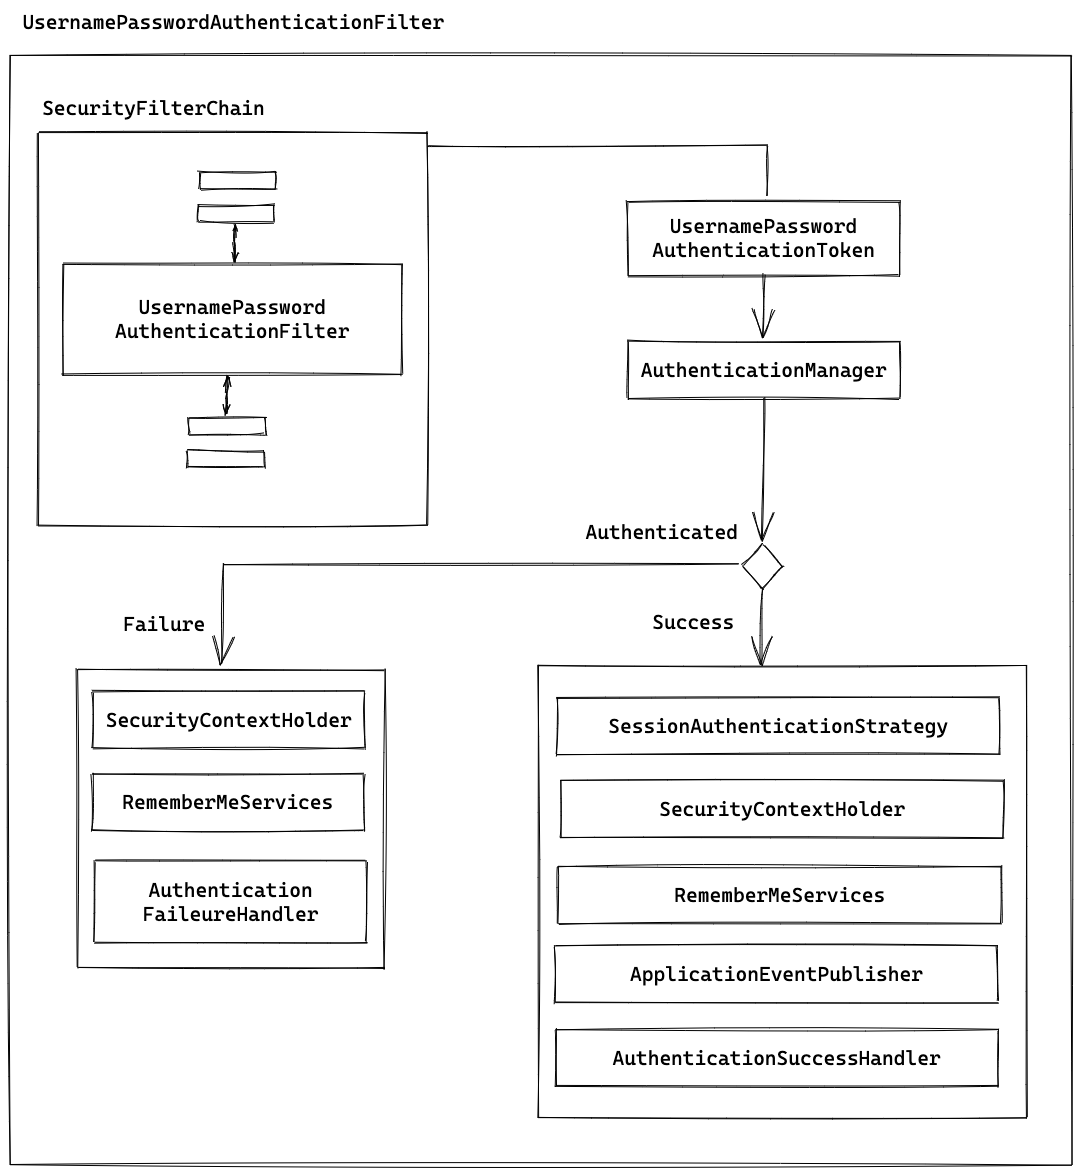 UsernamePasswordAuthenticationFilter
SecurityFilterChain
UsernamePassword
AuthenticationFilter
UsernamePassword
AuthenticationToken
AuthenticationManager
Authenticated
Failure
Success
SecurityContextHolder
RememberMeServices
Authentication
FaileureHandler
SessionAuthenticationStrategy
SecurityContextHolder
RememberMeServices
ApplicationEventPublisher
AuthenticationSuccessHandler